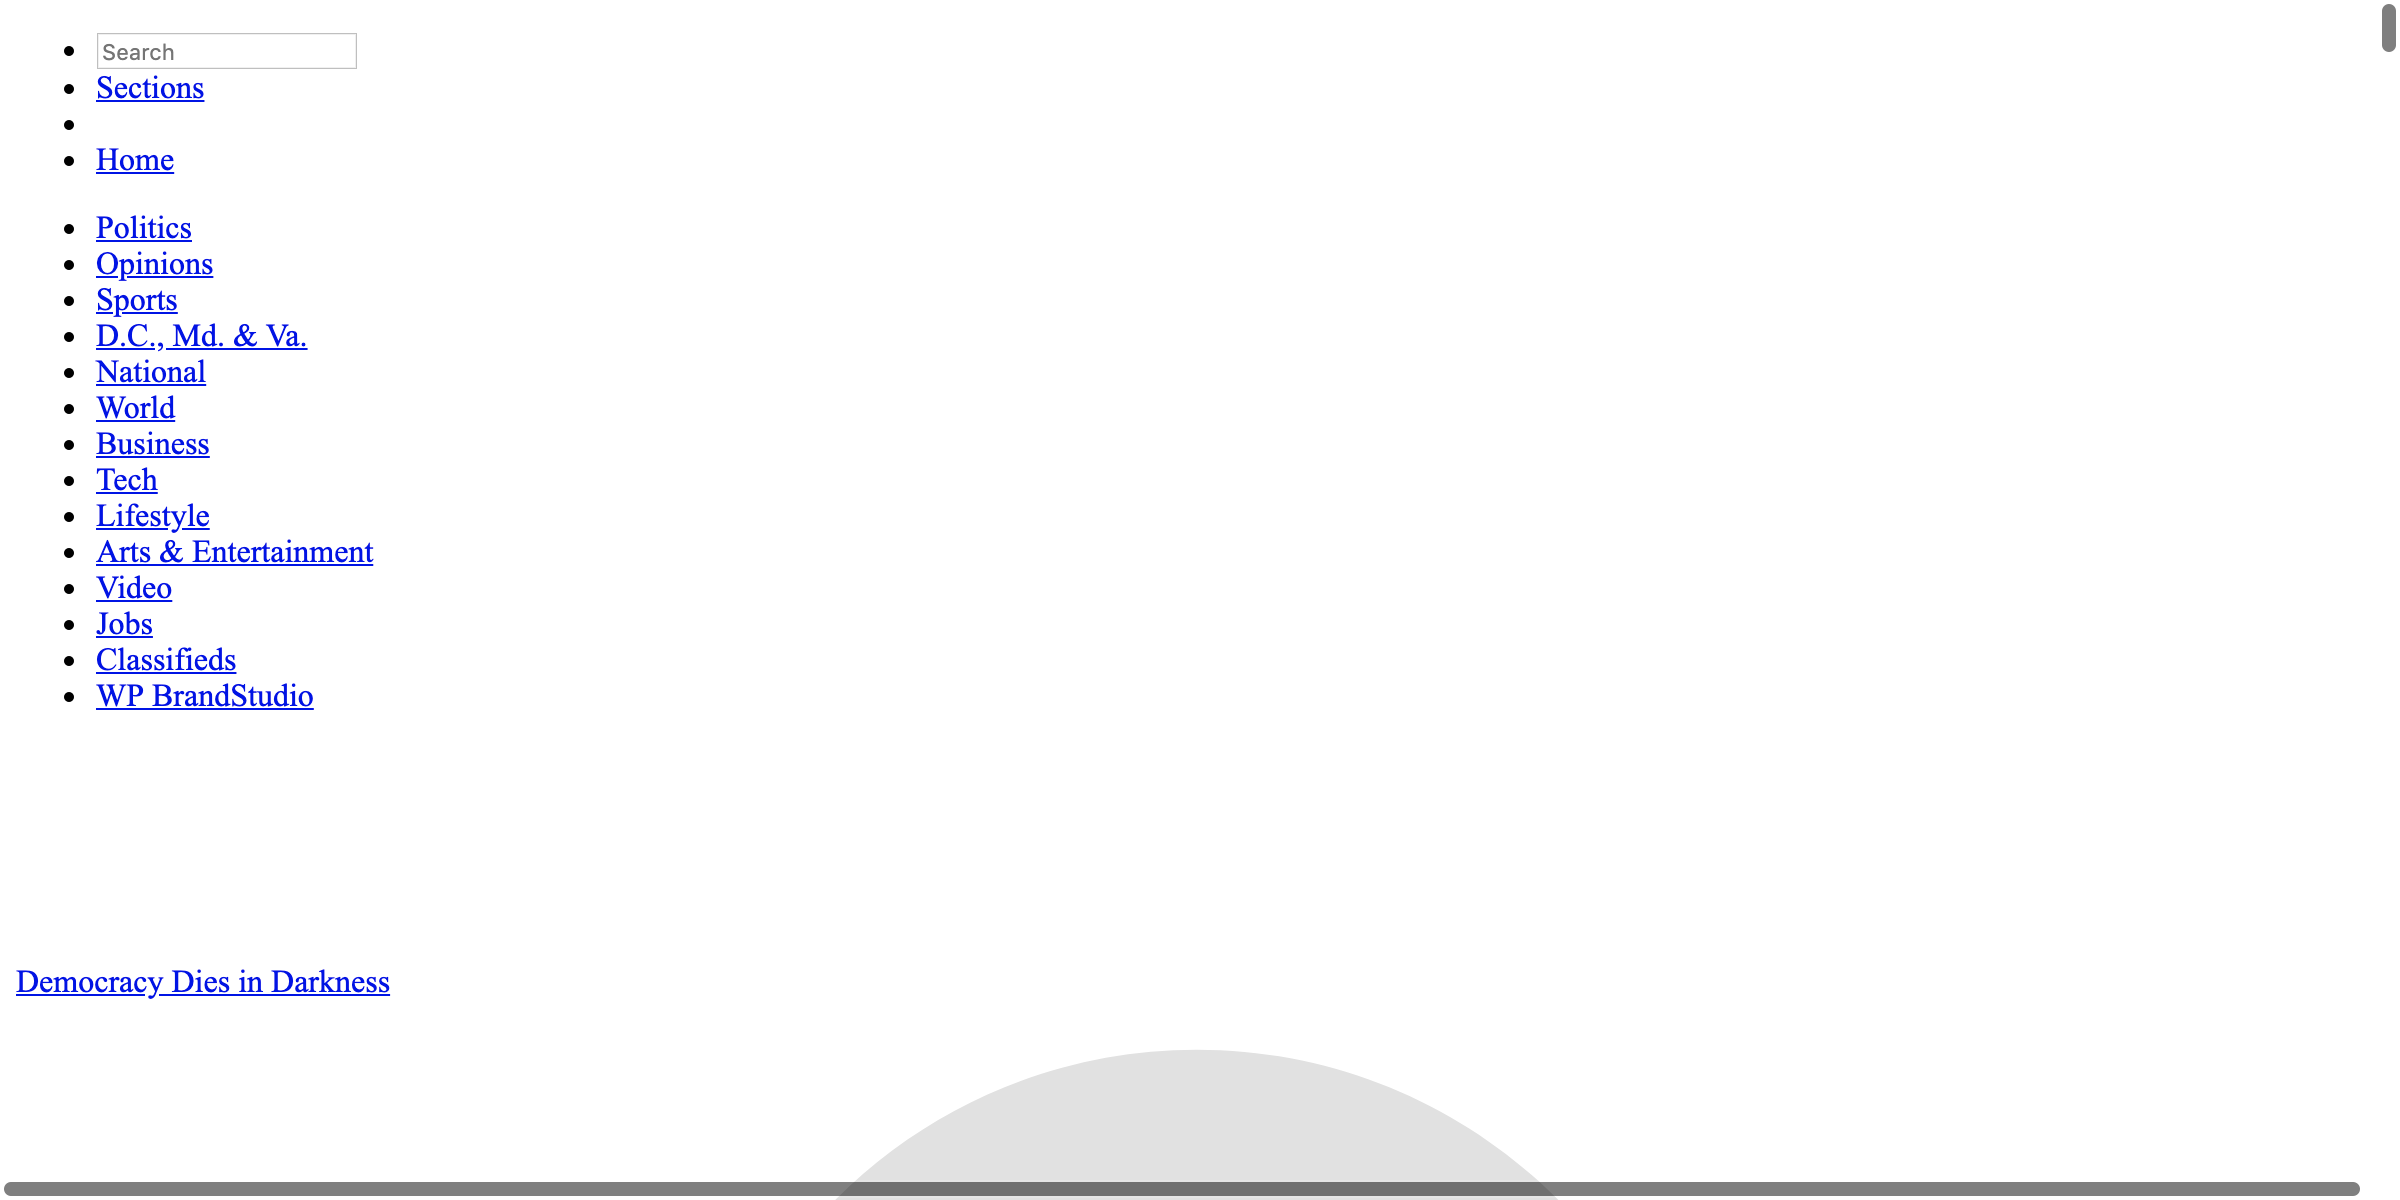 Search
Sections
Home
Politics
Opinions
Sports
D.C., Md. & Va.
National
World
Business
Tech
Lifestyle
Arts & Entertainment
Video
Jobs
Classifieds
WP BrandStudio
Democracy Dies in Darkness